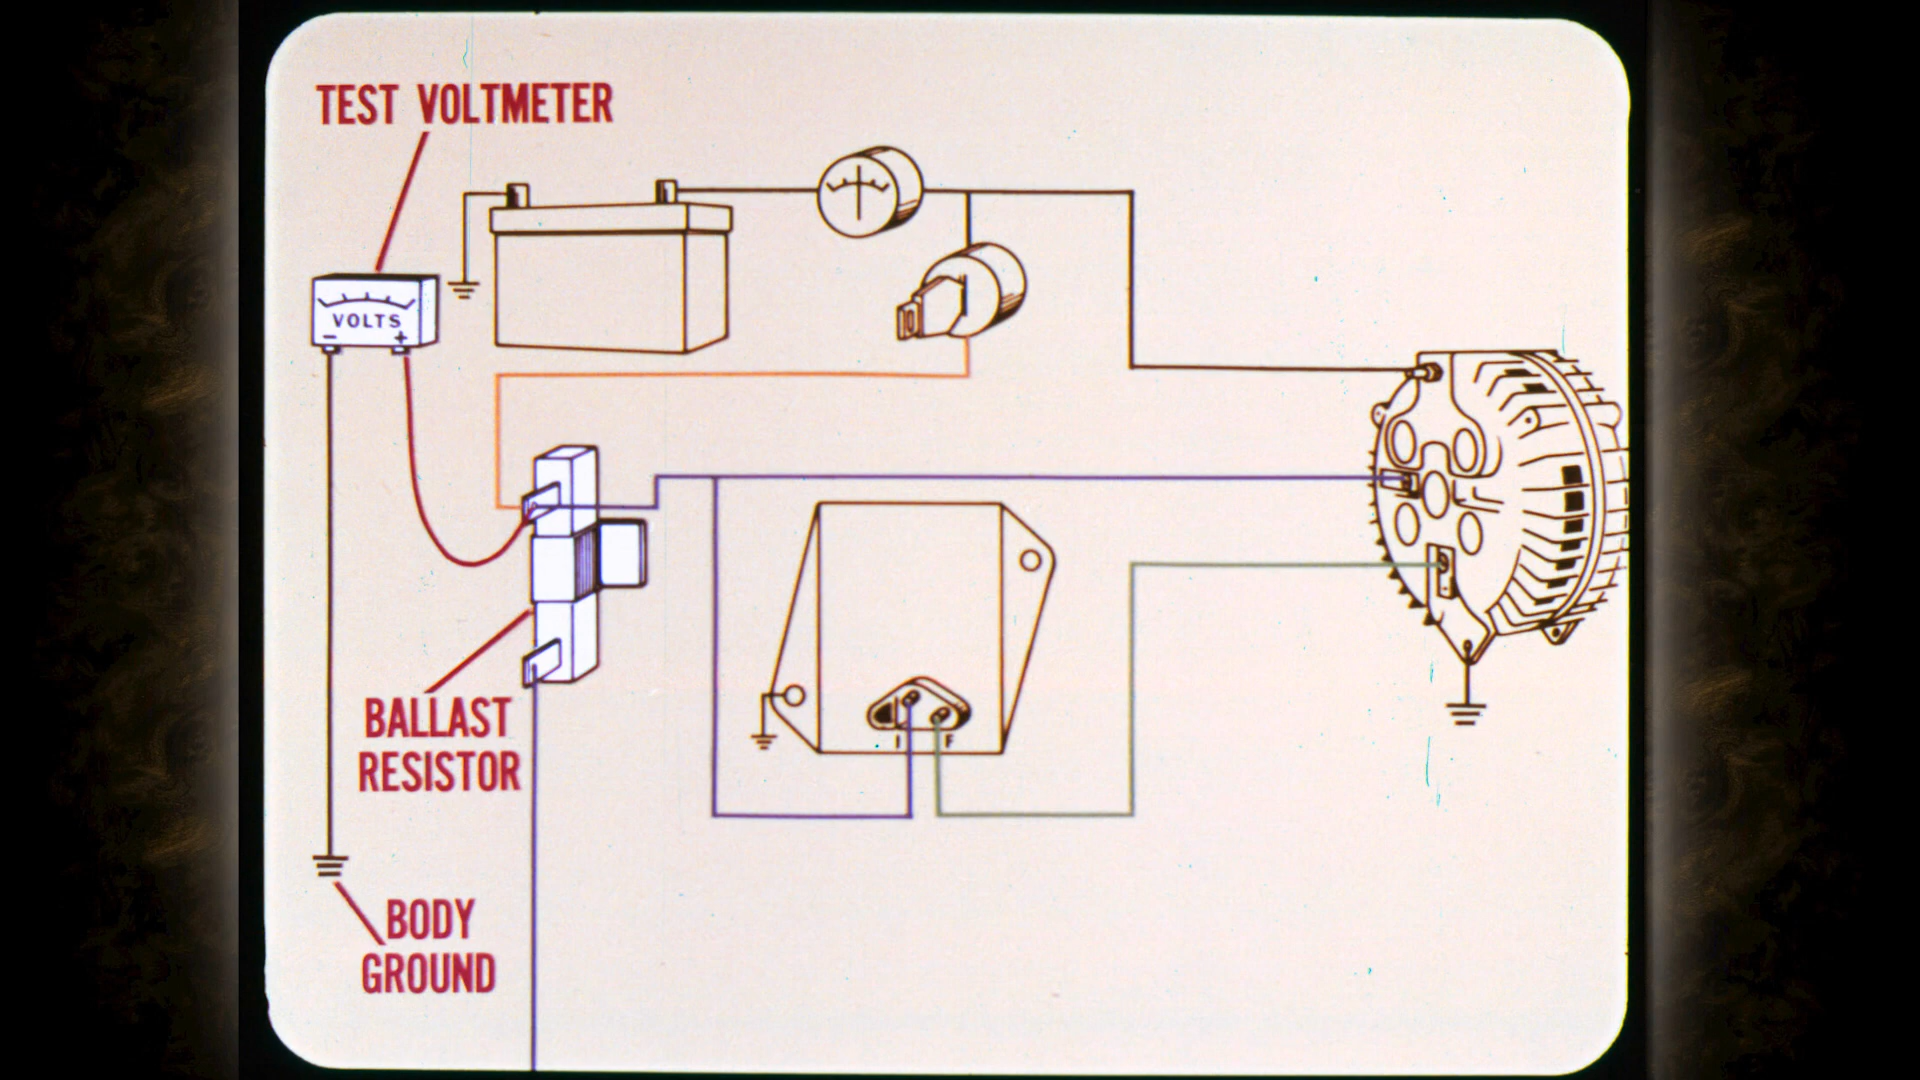 TEST VOLTMETER
VOLTS
- +
BALLAST
RESISTOR
I F
BODY
GROUND